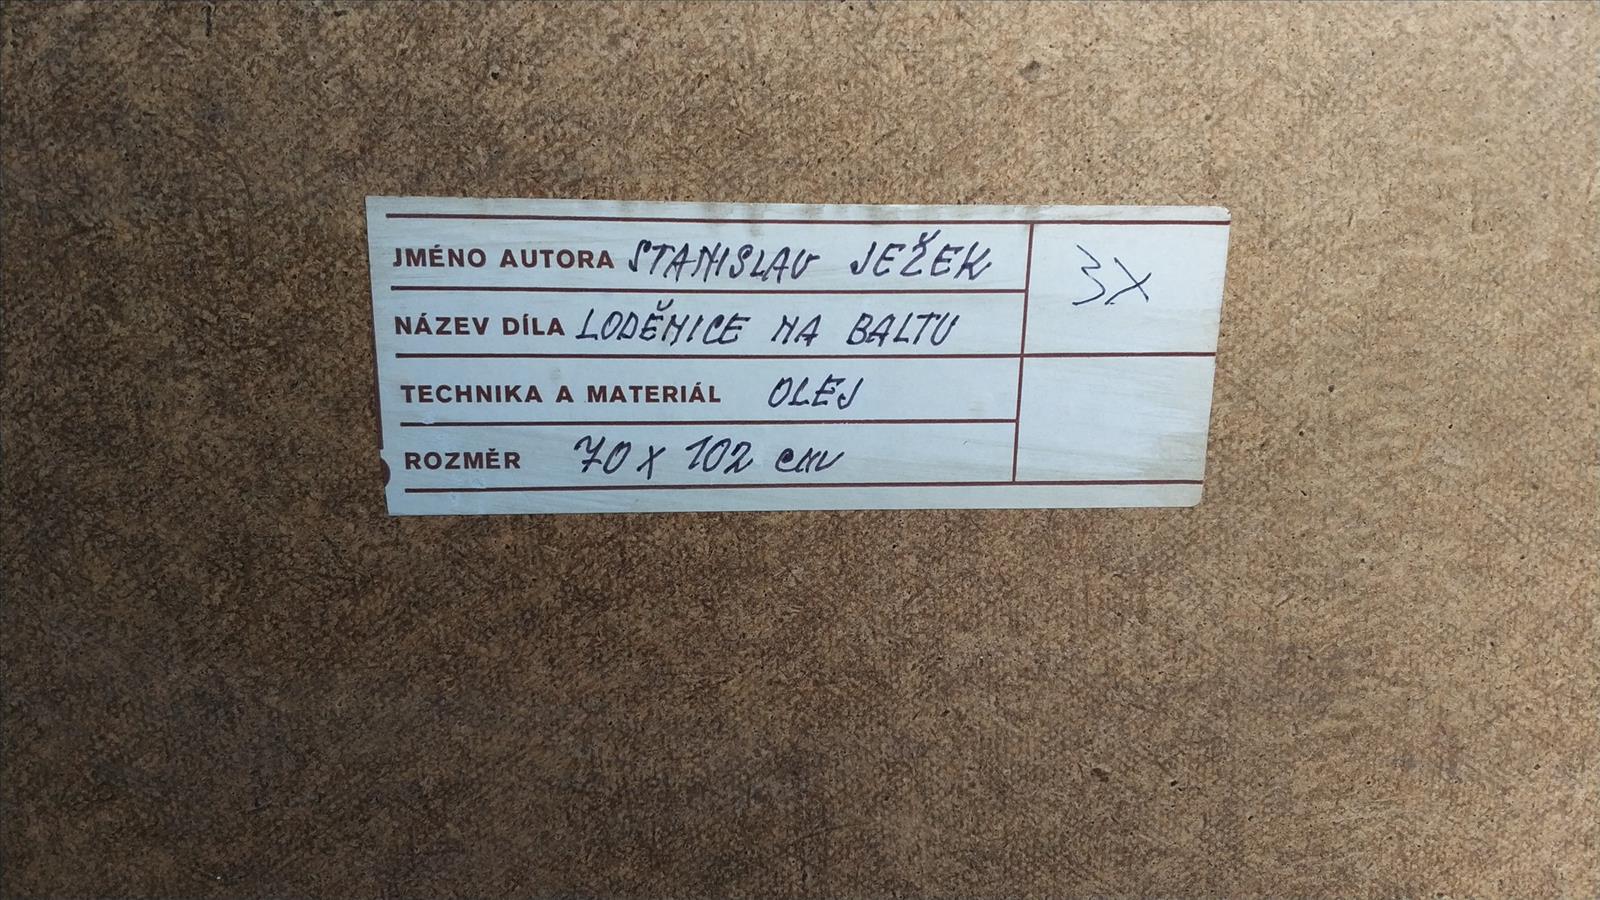 JMÉNO AUTORA STANISLAV JEŽEK
3X
NÁZEV DÍLA LODĚNICE NA BALTU
TECHNIKA A MATERIÁL OLEJ
ROZMĚR 70 x 102 cm